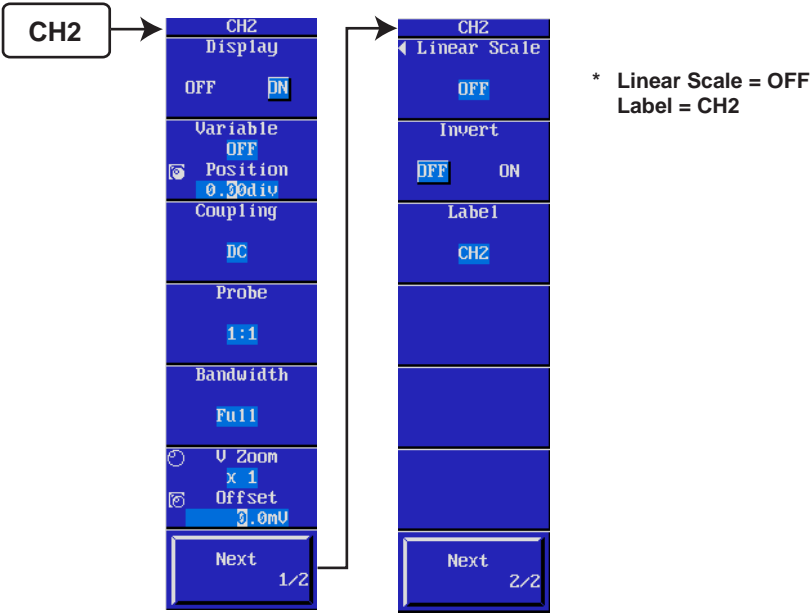 CH2
CH2
Display
OFF ON
Variable
OFF
Position
0.00div
Coupling
DC
Probe
1:1
Bandwidth
Full
V Zoom
x 1
Offset
0.0mV
Next
1/2
CH2
Linear Scale
OFF
Invert
OFF ON
Label
CH2
Next
2/2
* Linear Scale = OFF
Label = CH2